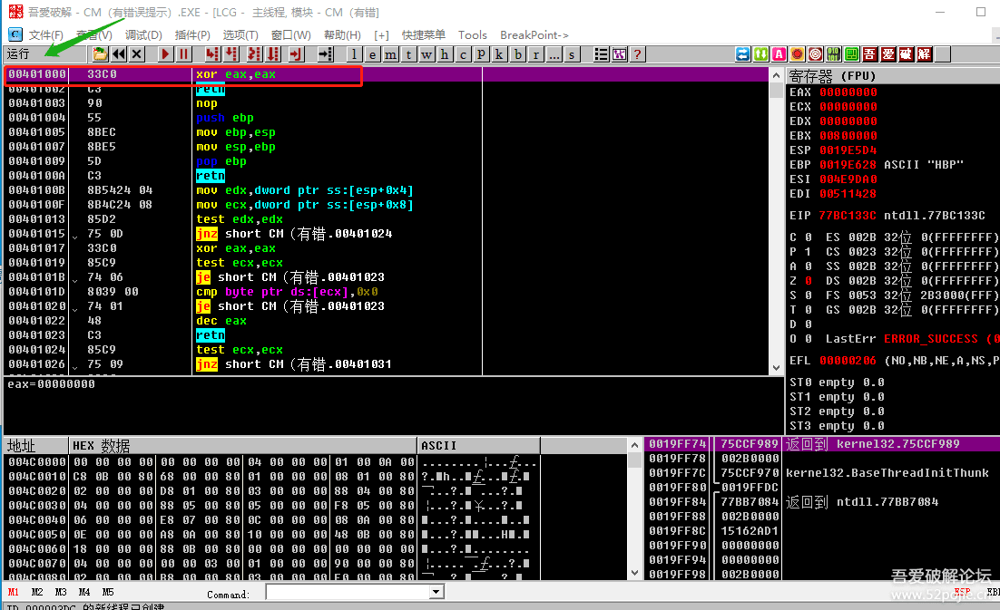 吾爱破解 - CM（有错误提示）.EXE - [LCG - 主线程, 模块 - CM（有错]
文件(F) 查看(V) 调试(D) 插件(P) 选项(T) 窗口(W) 帮助(H) [+] 快捷菜单 Tools BreakPoint->
运行 l e m t w h c p k b r ... s ? A 吾 爱 破 解
00401000 33C0 xor eax,eax
00401002 C3 retn
00401003 90 nop
00401004 55 push ebp
00401005 8BEC mov ebp,esp
00401007 8BE5 mov esp,ebp
00401009 5D pop ebp
0040100A C3 retn
0040100B 8B5424 04 mov edx,dword ptr ss:[esp+0x4]
0040100F 8B4C24 08 mov ecx,dword ptr ss:[esp+0x8]
00401013 85D2 test edx,edx
00401015 75 0D jnz short CM（有错.00401024
00401017 33C0 xor eax,eax
00401019 85C9 test ecx,ecx
0040101B 74 06 je short CM（有错.00401023
0040101D 8039 00 cmp byte ptr ds:[ecx],0x0
00401020 74 01 je short CM（有错.00401023
00401022 48 dec eax
00401023 C3 retn
00401024 85C9 test ecx,ecx
00401026 75 09 jnz short CM（有错.00401031
eax=00000000
寄存器 (FPU)
EAX 00000000
ECX 00000000
EDX 00000000
EBX 00800000
ESP 0019E5D4
EBP 0019E628 ASCII "HBP"
ESI 004E9DA0
EDI 00511428
EIP 77BC133C ntdll.77BC133C
C 0 ES 002B 32位 0(FFFFFFFF)
P 1 CS 0023 32位 0(FFFFFFFF)
A 0 SS 002B 32位 0(FFFFFFFF)
Z 0 DS 002B 32位 0(FFFFFFFF)
S 0 FS 0053 32位 2B3000(FFF)
T 0 GS 002B 32位 0(FFFFFFFF)
D 0
O 0 LastErr ERROR_SUCCESS (0
EFL 00000206 (NO,NB,NE,A,NS,P
ST0 empty 0.0
ST1 empty 0.0
ST2 empty 0.0
ST3 empty 0.0
地址 HEX 数据 ASCII
004C0000 00 00 00 00 00 00 00 00 04 00 00 00 01 00 0A 00
004C0010 C8 0B 00 80 68 00 00 80 01 00 00 00 08 01 00 80
004C0020 02 00 00 00 D8 01 00 80 03 00 00 00 88 04 00 80
004C0030 04 00 00 00 88 05 00 80 05 00 00 00 F8 05 00 80
004C0040 06 00 00 00 E8 07 00 80 0C 00 00 00 08 0A 00 80
004C0050 0E 00 00 00 A8 0A 00 80 10 00 00 00 48 0B 00 80
004C0060 18 00 00 00 88 0B 00 80 00 00 00 00 00 00 00 00
004C0070 04 00 00 00 00 00 03 00 01 00 00 00 90 00 00 80
004C0080 02 00 00 00 B8 00 00 80 03 00 00 00 E0 00 00 80
0019FF74 75CCF989 返回到 kernel32.75CCF989
0019FF78 002B0000
0019FF7C 75CCF970 kernel32.BaseThreadInitThunk
0019FF80 0019FFDC
0019FF84 77BB7084 返回到 ntdll.77BB7084
0019FF88 002B0000
0019FF8C 15162AD1
0019FF90 00000000
0019FF94 00000000
0019FF98 002B0000
吾爱破解论坛
www.52pojie.cn
M1 M2 M3 M4 M5 Command: ESP EBP
ID 000003DC 的新线程已创建